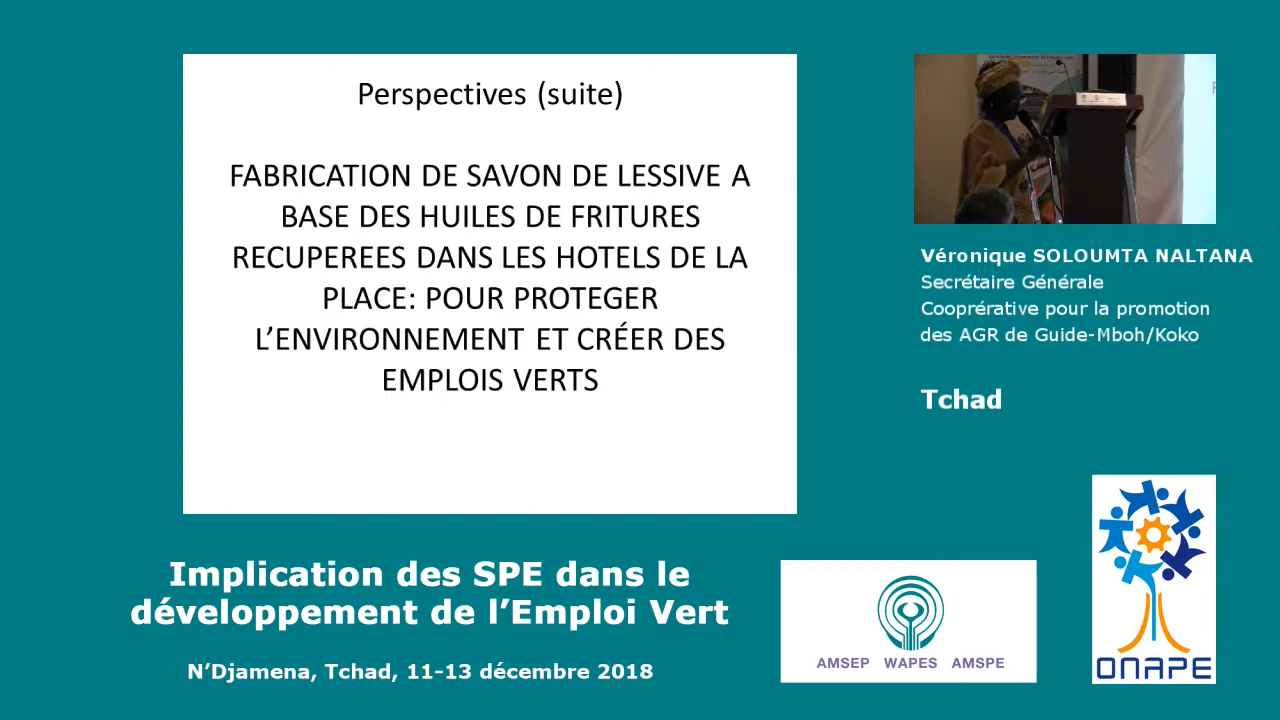 Perspectives (suite)
FABRICATION DE SAVON DE LESSIVE A
BASE DES HUILES DE FRITURES
RECUPEREES DANS LES HOTELS DE LA
PLACE: POUR PROTEGER
L’ENVIRONNEMENT ET CRÉER DES
EMPLOIS VERTS
Véronique SOLOUMTA NALTANA
Secrétaire Générale
Cooprérative pour la promotion
des AGR de Guide-Mboh/Koko
Tchad
Implication des SPE dans le
développement de l’Emploi Vert
N’Djamena, Tchad, 11-13 décembre 2018
AMSEP WAPES AMSPE
ONAPE